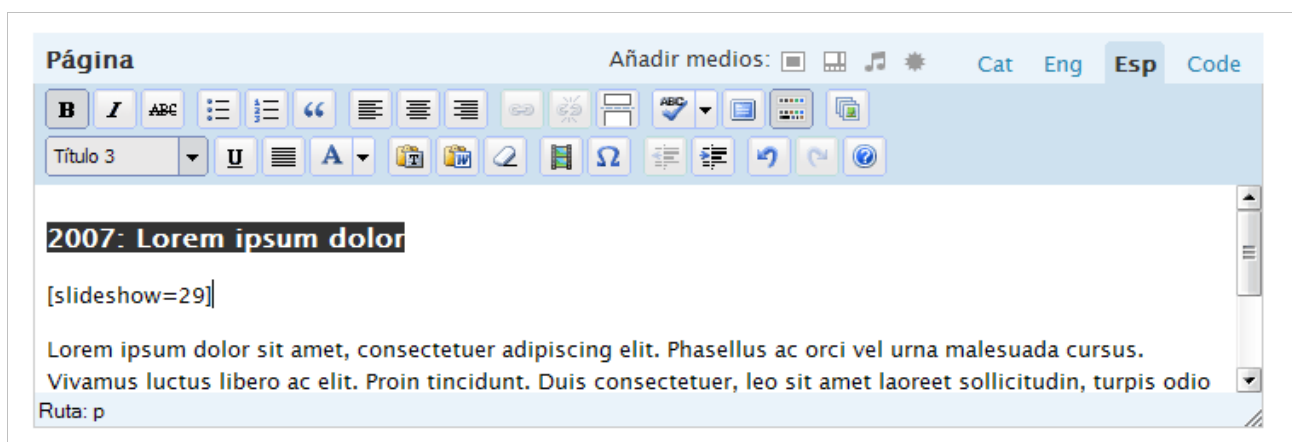 Página Añadir medios: Cat Eng Esp Code
B I ABC ABC
Título 3 U A T W Ω ?
2007: Lorem ipsum dolor
[slideshow=29]
Lorem ipsum dolor sit amet, consectetuer adipiscing elit. Phasellus ac orci vel urna malesuada cursus.
Vivamus luctus libero ac elit. Proin tincidunt. Duis consectetuer, leo sit amet laoreet sollicitudin, turpis odio
Ruta: p